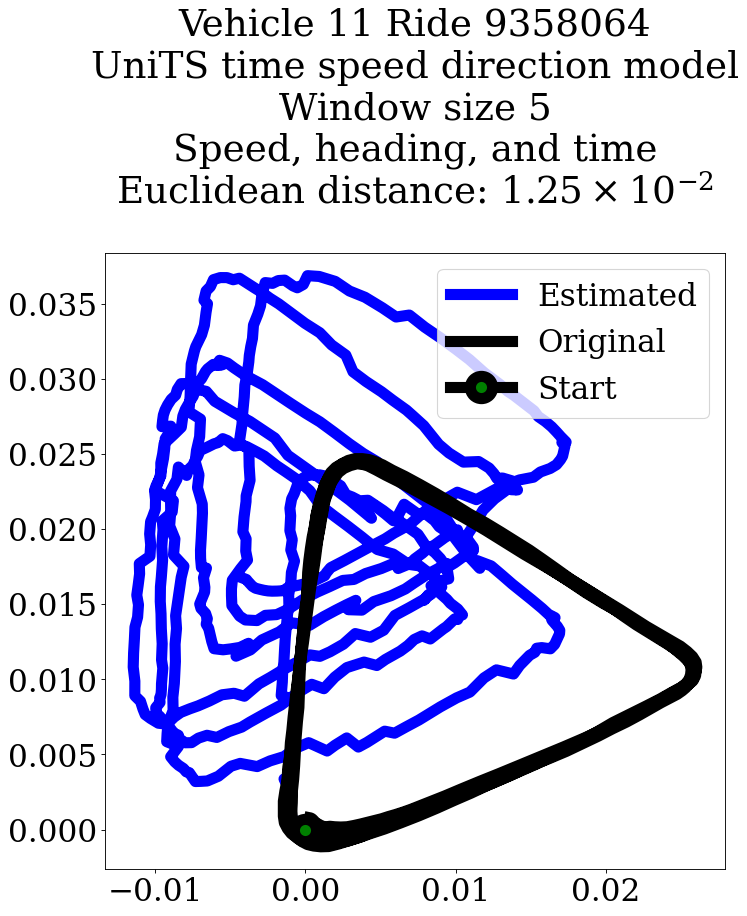 Vehicle 11 Ride 9358064
UniTS time speed direction model
Window size 5
Speed, heading, and time
Euclidean distance: $1.25 \times 10^{-2}$
Estimated
Original
Start
0.035
0.030
0.025
0.020
0.015
0.010
0.005
0.000
−0.01 0.00 0.01 0.02